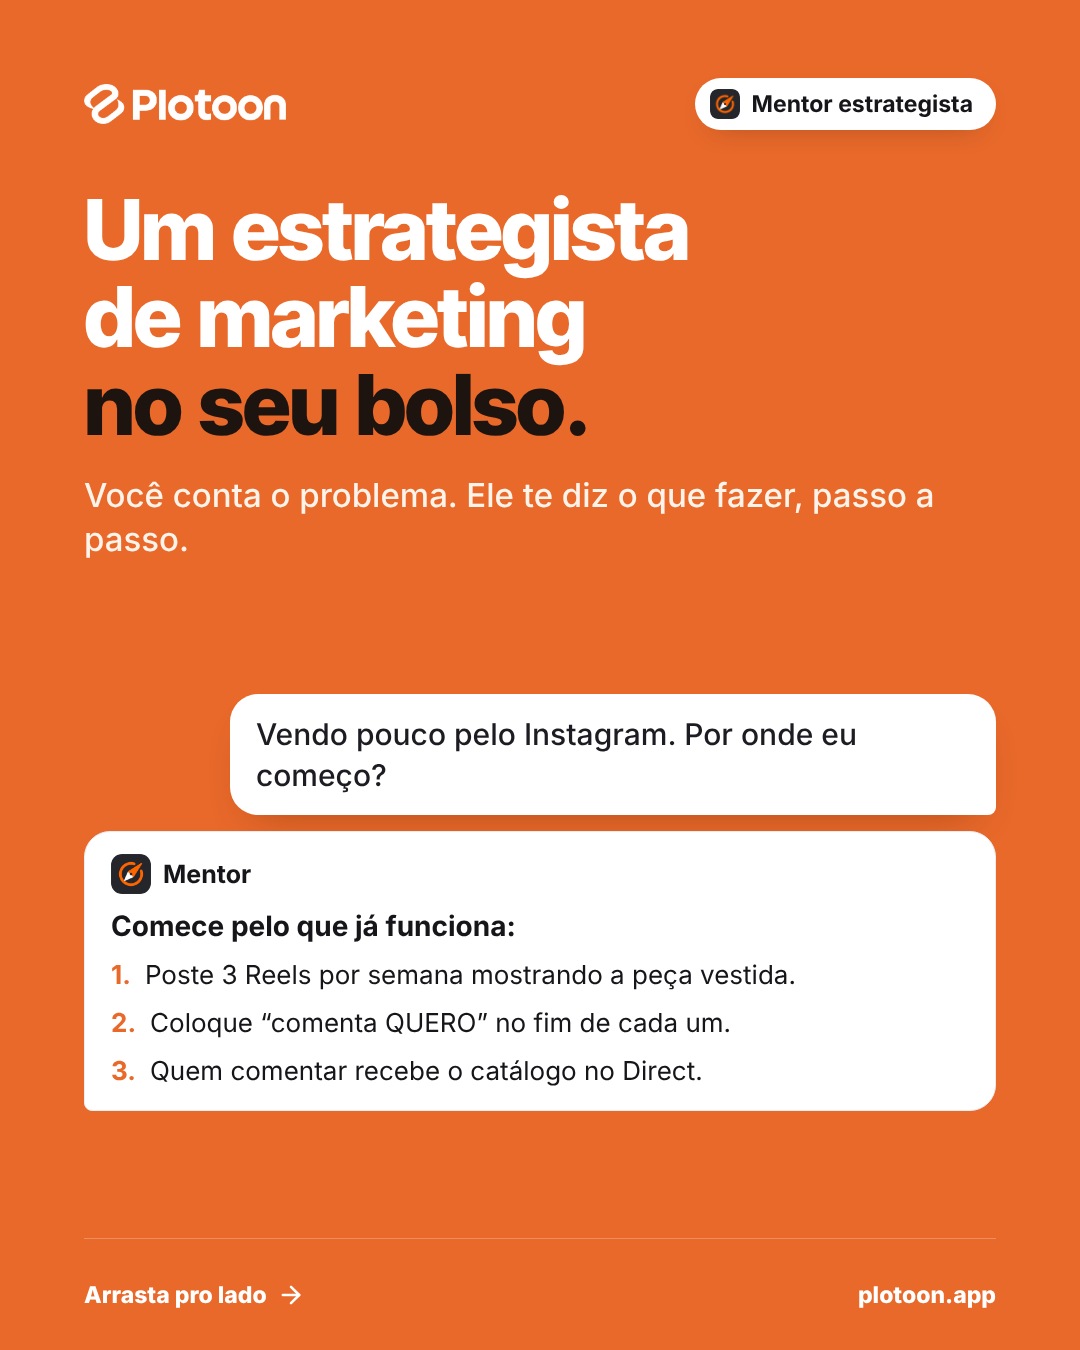 Plotoon
Mentor estrategista
Um estrategista
de marketing
no seu bolso.
Você conta o problema. Ele te diz o que fazer, passo a
passo.
Vendo pouco pelo Instagram. Por onde eu
começo?
Mentor
Comece pelo que já funciona:
1. Poste 3 Reels por semana mostrando a peça vestida.
2. Coloque “comenta QUERO” no fim de cada um.
3. Quem comentar recebe o catálogo no Direct.
Arrasta pro lado →
plotoon.app